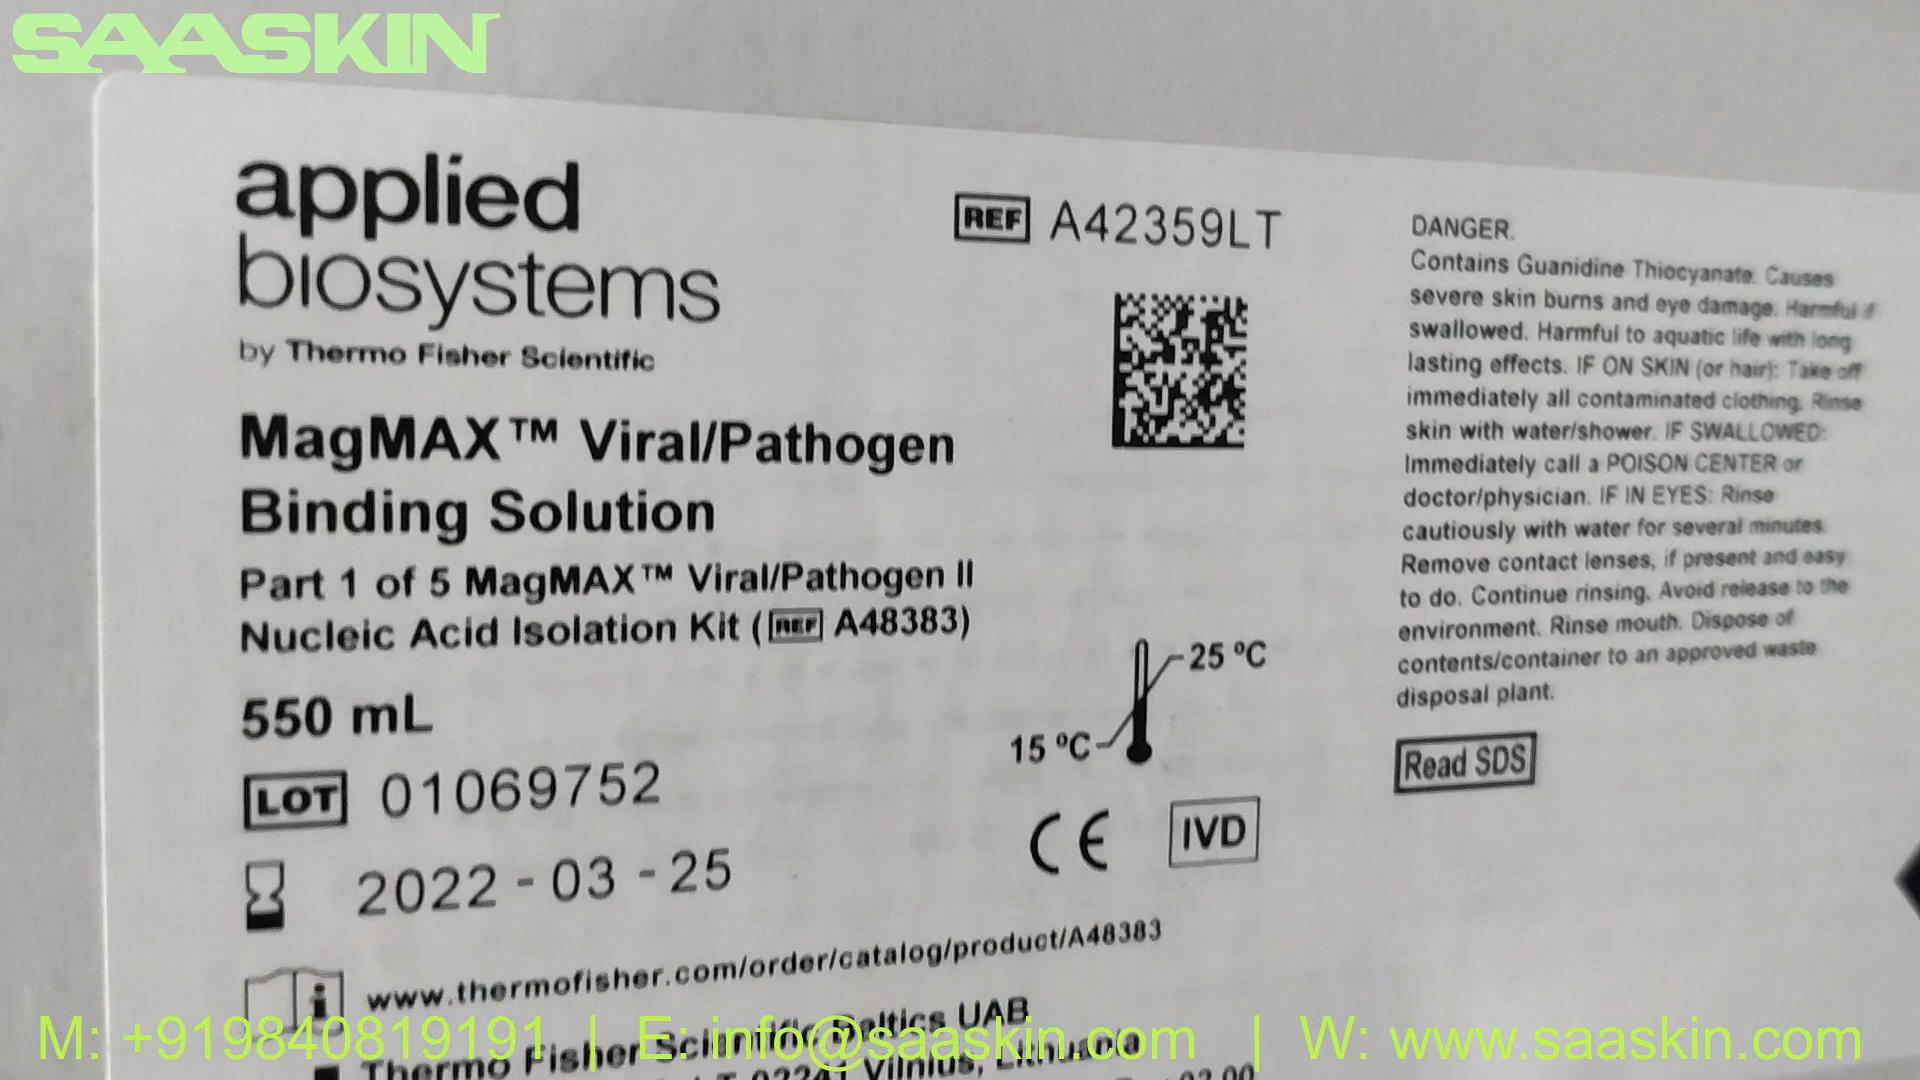 SAASKIN
applied
biosystems
by Thermo Fisher Scientific
MagMAX™ Viral/Pathogen
Binding Solution
Part 1 of 5 MagMAX™ Viral/Pathogen II
Nucleic Acid Isolation Kit (REF A48383)
550 mL
LOT 01069752
2022-03-25
www.thermofisher.com/order/catalog/product/A48383
Thermo Fisher Scientific Baltics UAB
02241 Vilnius, Lithuania
REF A42359LT
25 ºC
15 ºC
CE IVD
DANGER.
Contains Guanidine Thiocyanate. Causes
severe skin burns and eye damage. Harmful if
swallowed. Harmful to aquatic life with long
lasting effects. IF ON SKIN (or hair): Take off
immediately all contaminated clothing. Rinse
skin with water/shower. IF SWALLOWED:
Immediately call a POISON CENTER or
doctor/physician. IF IN EYES: Rinse
cautiously with water for several minutes.
Remove contact lenses, if present and easy
to do. Continue rinsing. Avoid release to the
environment. Rinse mouth. Dispose of
contents/container to an approved waste
disposal plant.
Read SDS
M: +919840819191 | E: info@saaskin.com | W: www.saaskin.com